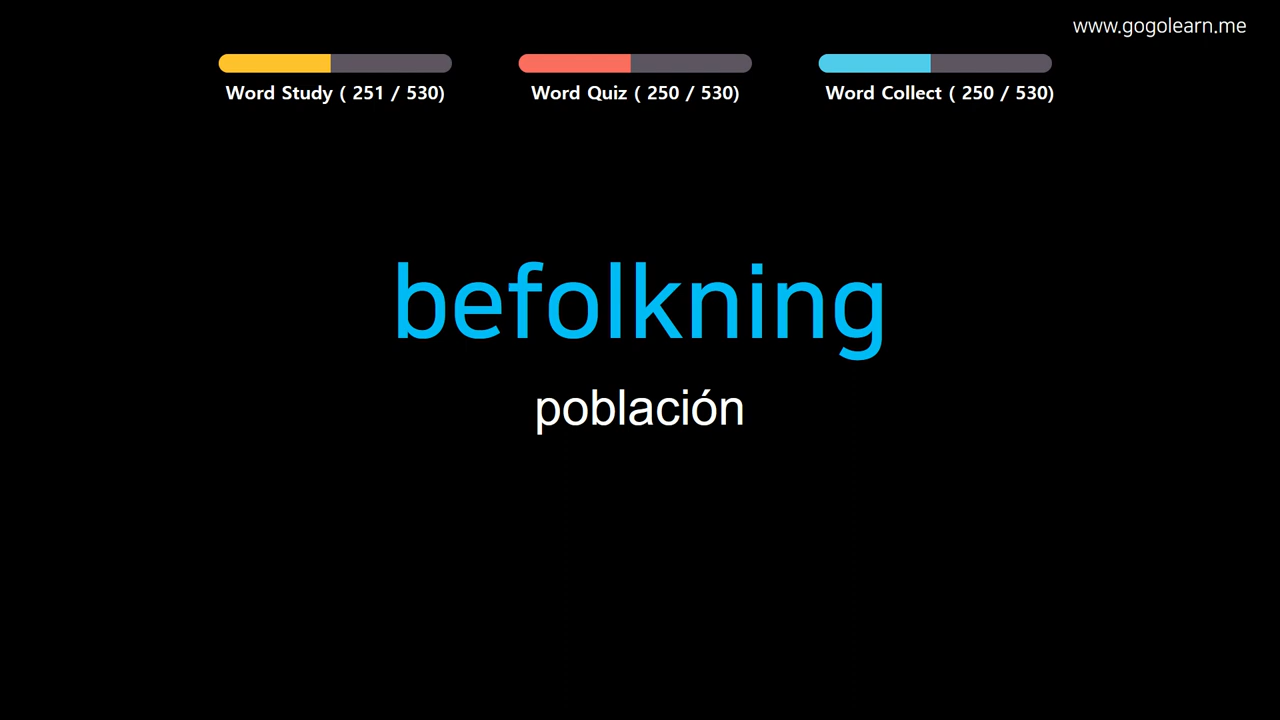 www.gogolearn.me
Word Study ( 251 / 530)
Word Quiz ( 250 / 530)
Word Collect ( 250 / 530)
befolkning
población